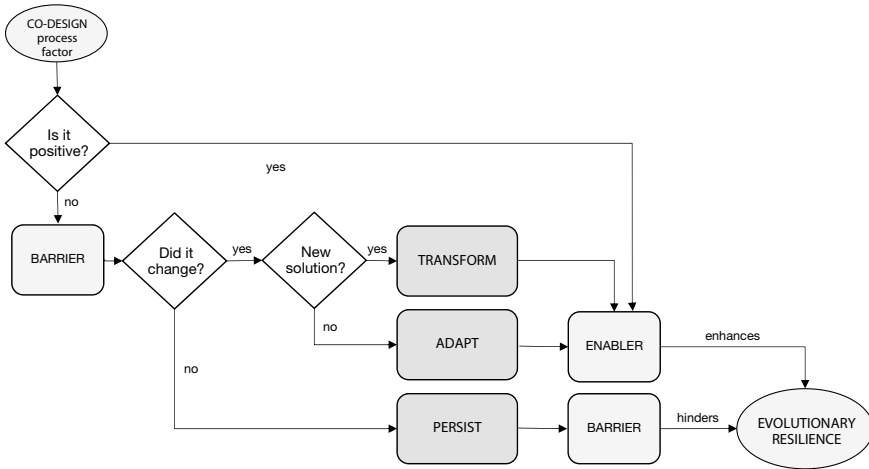 CO-DESIGN
process
factor
Is it
positive?
yes
no
BARRIER
Did it
change?
yes
New
solution?
yes
TRANSFORM
no
ADAPT
ENABLER
enhances
no
PERSIST
BARRIER
hinders
EVOLUTIONARY
RESILIENCE